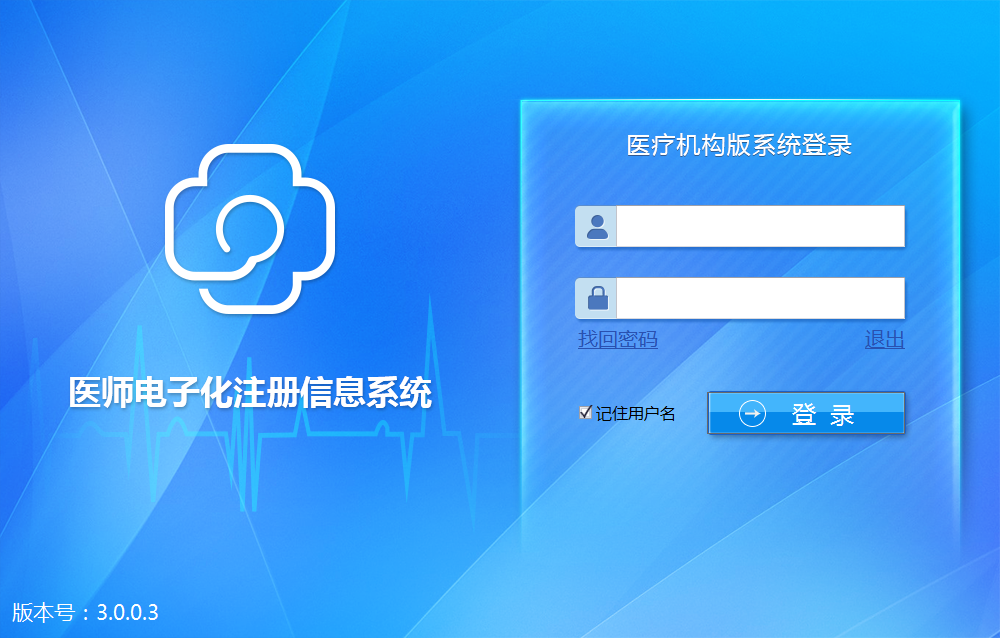 医疗机构版系统登录
找回密码
退出
医师电子化注册信息系统
记住用户名
登 录
版本号：3.0.0.3